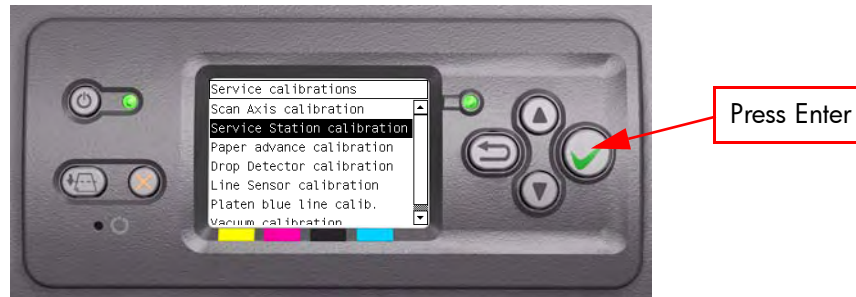 Service calibrations
Scan Axis calibration
Service Station calibration
Paper advance calibration
Drop Detector calibration
Line Sensor calibration
Platen blue line calib.
Vacuum calibration
Press Enter